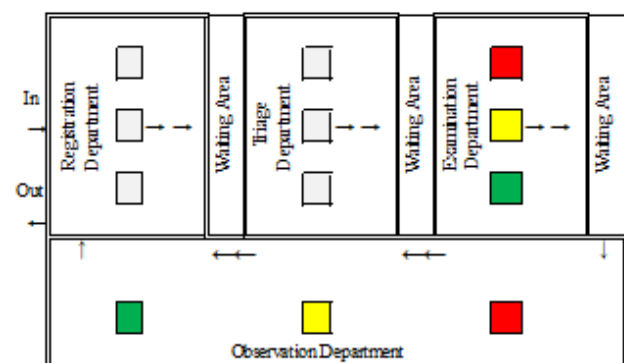 In
Out
Registration
Department
Waiting Area
Triage
Department
Waiting Area
Examination
Department
Waiting Area
Observation Department